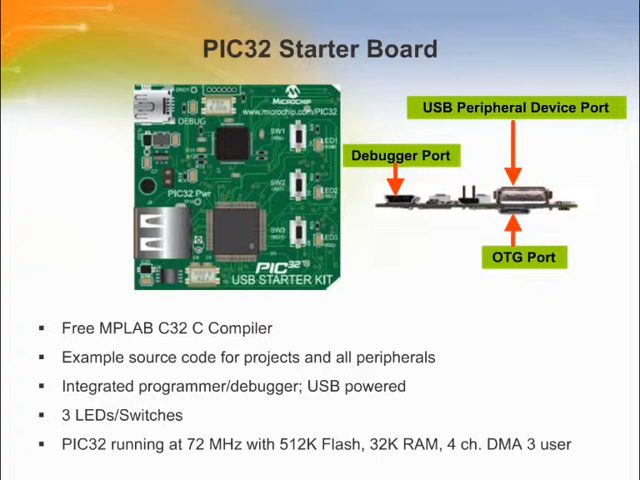 PIC32 Starter Board
MICROCHIP
www.microchip.com/PIC32
DEBUG
SW1
LED1
SW2
LED2
PIC32 Pwr
SW3
LED3
PIC32
USB STARTER KIT
USB Peripheral Device Port
Debugger Port
OTG Port
▪ Free MPLAB C32 C Compiler
▪ Example source code for projects and all peripherals
▪ Integrated programmer/debugger; USB powered
▪ 3 LEDs/Switches
▪ PIC32 running at 72 MHz with 512K Flash, 32K RAM, 4 ch. DMA 3 user